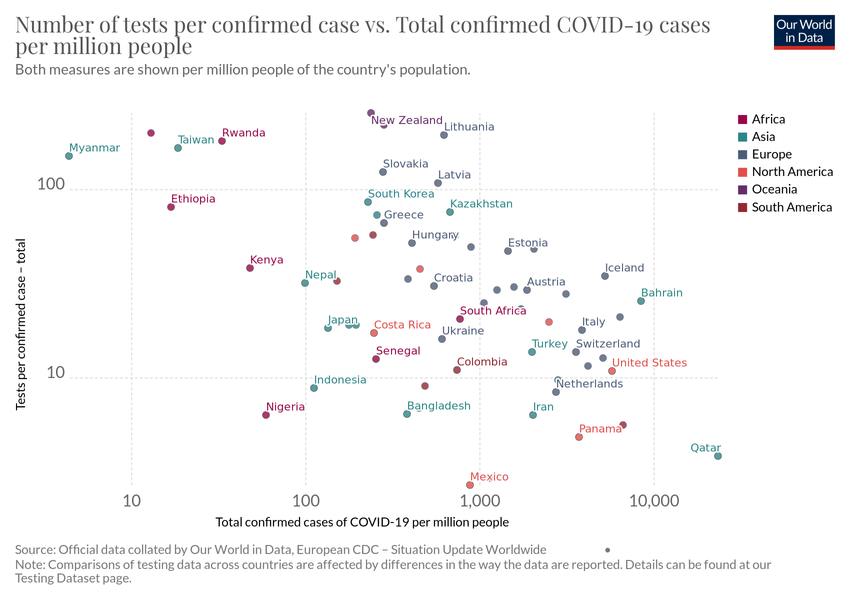 Number of tests per confirmed case vs. Total confirmed COVID-19 cases
per million people
Both measures are shown per million people of the country's population.
Our World
in Data
New Zealand
Lithuania
Rwanda
Taiwan
Myanmar
Slovakia
Latvia
100
South Korea
Ethiopia
Kazakhstan
Greece
Hungary
Estonia
Kenya
Iceland
Nepal
Croatia
Austria
Bahrain
South Africa
Japan
Costa Rica
Italy
Ukraine
Turkey
Switzerland
Senegal
Colombia
United States
10
Indonesia
Netherlands
Nigeria
Bangladesh
Iran
Panama
Qatar
Mexico
Africa
Asia
Europe
North America
Oceania
South America
Tests per confirmed case – total
10
100
1,000
10,000
Total confirmed cases of COVID-19 per million people
Source: Official data collated by Our World in Data, European CDC – Situation Update Worldwide
Note: Comparisons of testing data across countries are affected by differences in the way the data are reported. Details can be found at our
Testing Dataset page.